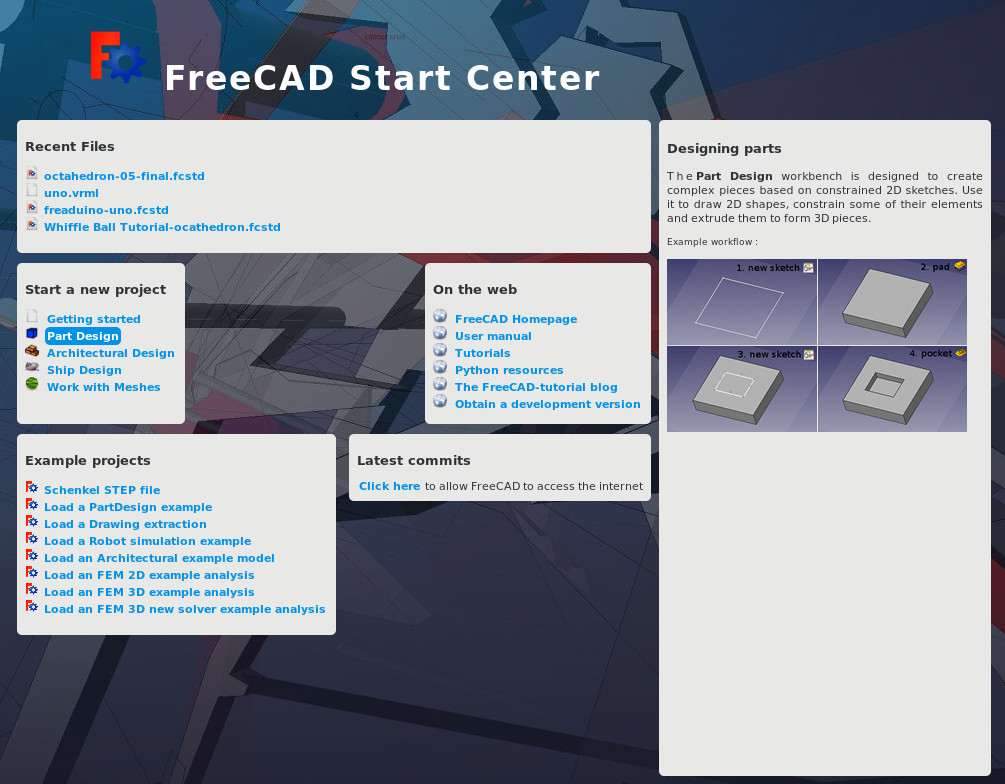 FreeCAD Start Center
Recent Files
octahedron-05-final.fcstd
uno.vrml
freaduino-uno.fcstd
Whiffle Ball Tutorial-ocathedron.fcstd
Start a new project
Getting started
Part Design
Architectural Design
Ship Design
Work with Meshes
On the web
FreeCAD Homepage
User manual
Tutorials
Python resources
The FreeCAD-tutorial blog
Obtain a development version
Example projects
Schenkel STEP file
Load a PartDesign example
Load a Drawing extraction
Load a Robot simulation example
Load an Architectural example model
Load an FEM 2D example analysis
Load an FEM 3D example analysis
Load an FEM 3D new solver example analysis
Latest commits
Click here to allow FreeCAD to access the internet
Designing parts
The Part Design workbench is designed to create
complex pieces based on constrained 2D sketches. Use
it to draw 2D shapes, constrain some of their elements
and extrude them to form 3D pieces.
Example workflow :
1. new sketch
2. pad
3. new sketch
4. pocket